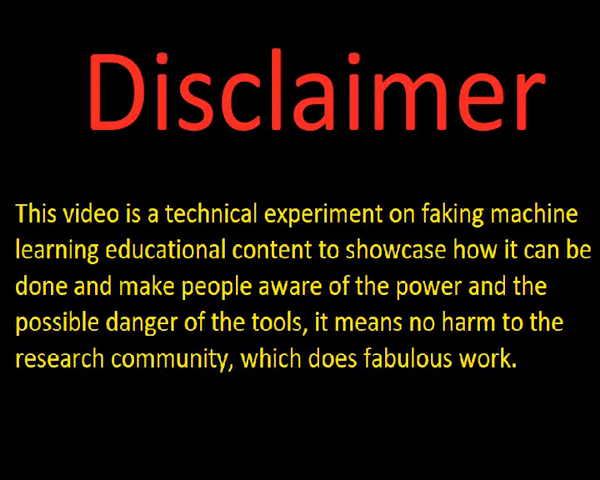 Disclaimer
This video is a technical experiment on faking machine
learning educational content to showcase how it can be
done and make people aware of the power and the
possible danger of the tools, it means no harm to the
research community, which does fabulous work.